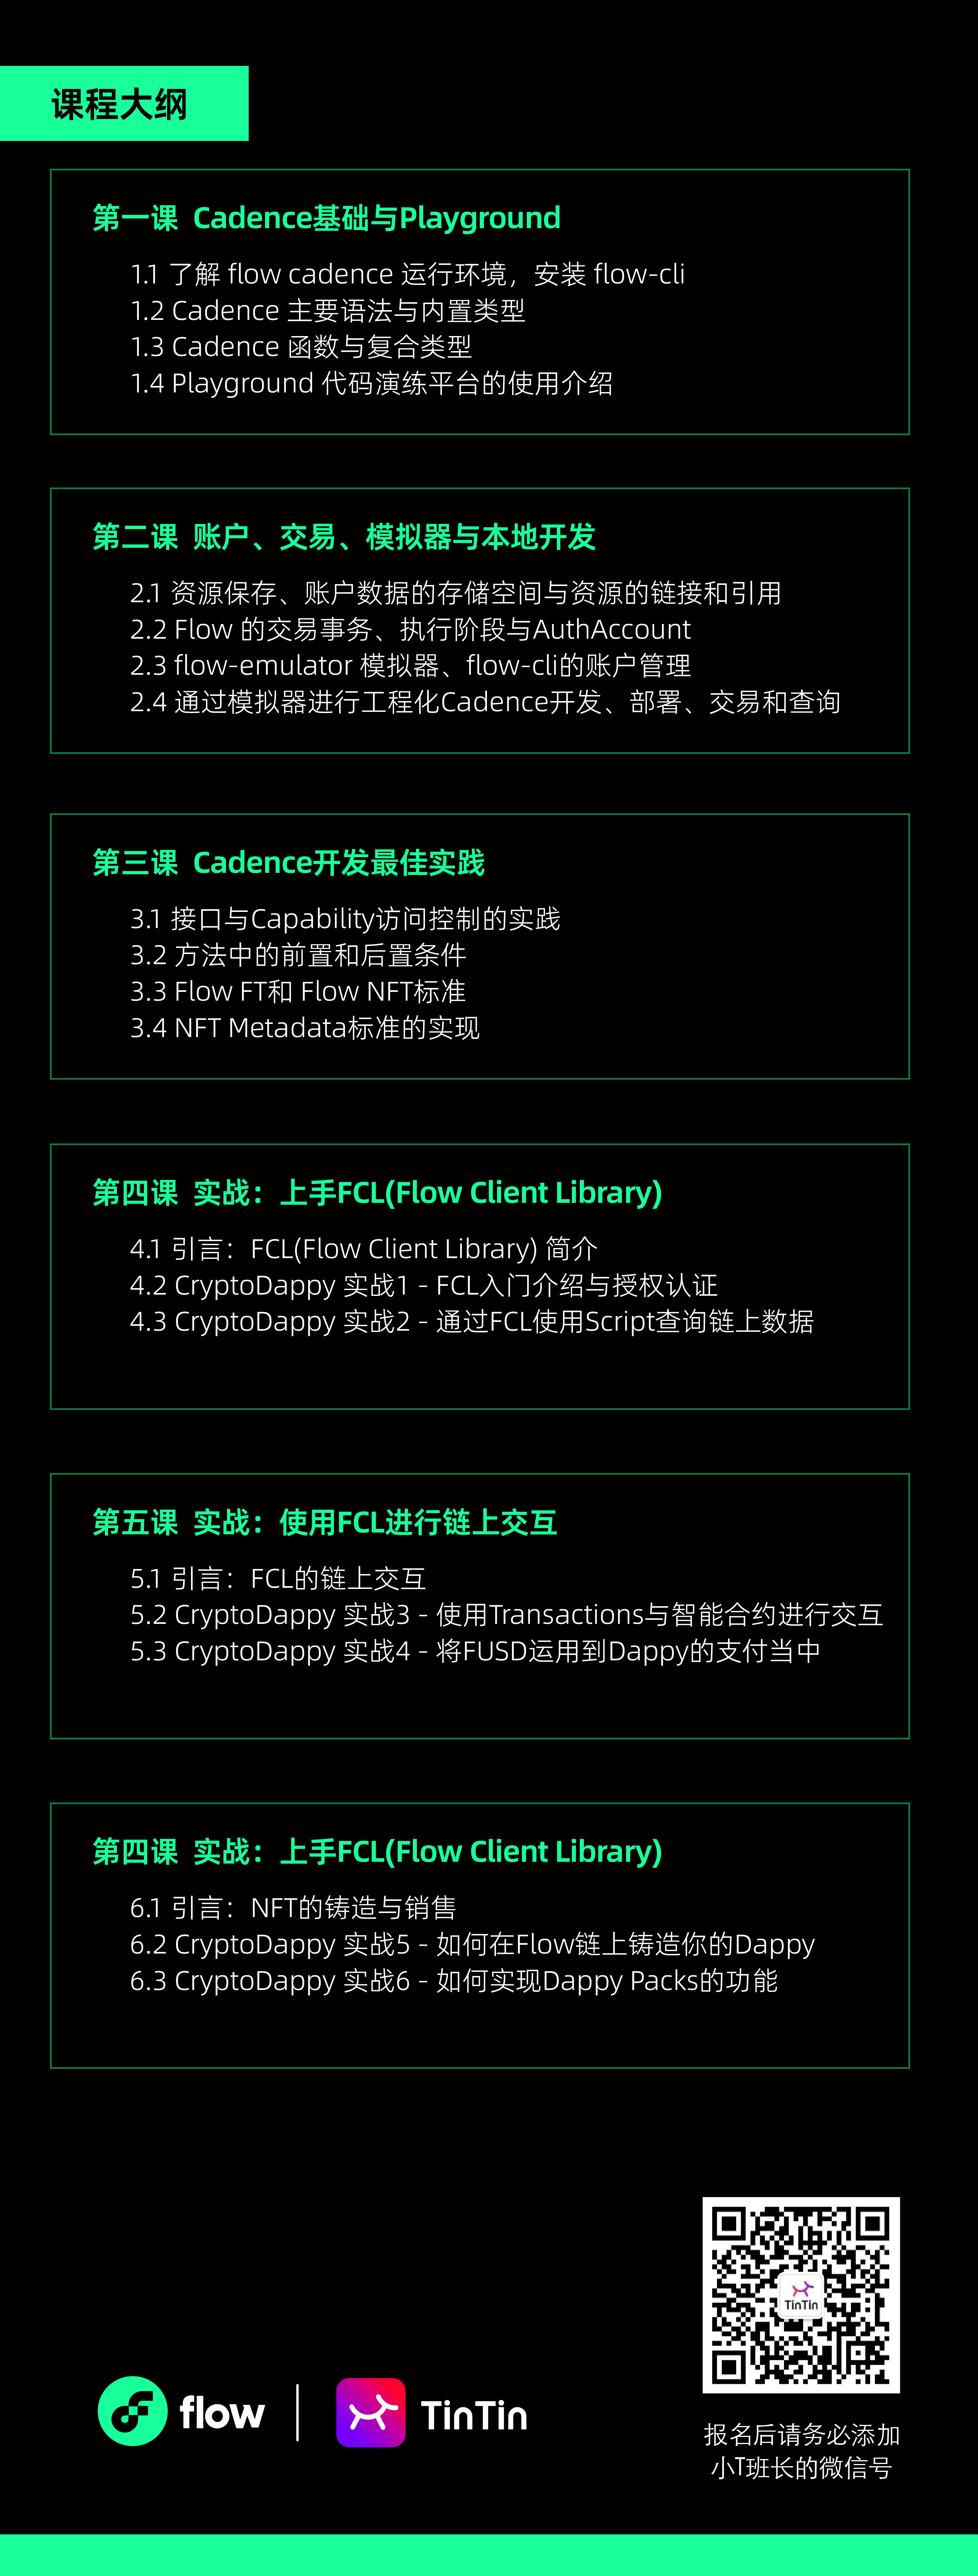 课程大纲
第一课 Cadence基础与Playground
1.1 了解 flow cadence 运行环境，安装 flow-cli
1.2 Cadence 主要语法与内置类型
1.3 Cadence 函数与复合类型
1.4 Playground 代码演练平台的使用介绍
第二课 账户、交易、模拟器与本地开发
2.1 资源保存、账户数据的存储空间与资源的链接和引用
2.2 Flow 的交易事务、执行阶段与AuthAccount
2.3 flow-emulator 模拟器、flow-cli的账户管理
2.4 通过模拟器进行工程化Cadence开发、部署、交易和查询
第三课 Cadence开发最佳实践
3.1 接口与Capability访问控制的实践
3.2 方法中的前置和后置条件
3.3 Flow FT和 Flow NFT标准
3.4 NFT Metadata标准的实现
第四课 实战：上手FCL(Flow Client Library)
4.1 引言：FCL(Flow Client Library) 简介
4.2 CryptoDappy 实战1 - FCL入门介绍与授权认证
4.3 CryptoDappy 实战2 - 通过FCL使用Script查询链上数据
第五课 实战：使用FCL进行链上交互
5.1 引言：FCL的链上交互
5.2 CryptoDappy 实战3 - 使用Transactions与智能合约进行交互
5.3 CryptoDappy 实战4 - 将FUSD运用到Dappy的支付当中
第四课 实战：上手FCL(Flow Client Library)
6.1 引言：NFT的铸造与销售
6.2 CryptoDappy 实战5 - 如何在Flow链上铸造你的Dappy
6.3 CryptoDappy 实战6 - 如何实现Dappy Packs的功能
TinTin
flow | TinTin
报名后请务必添加
小T班长的微信号